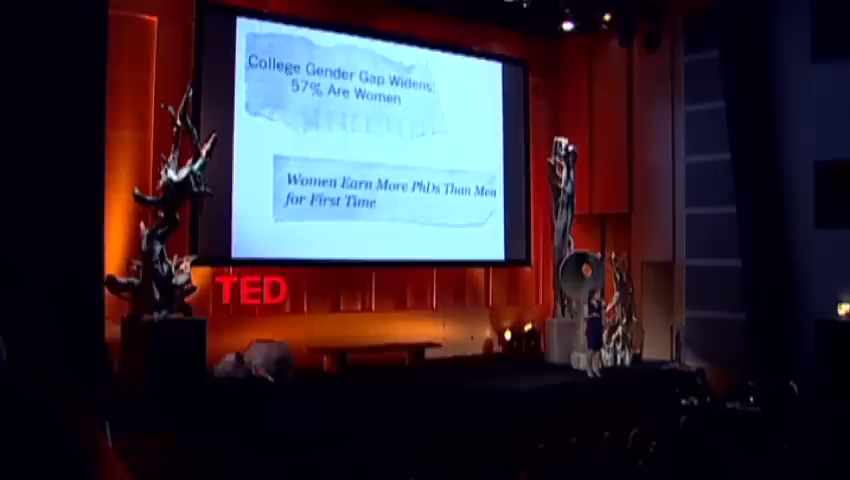 College Gender Gap Widens:
57% Are Women
Women Earn More PhDs Than Men
for First Time
TED